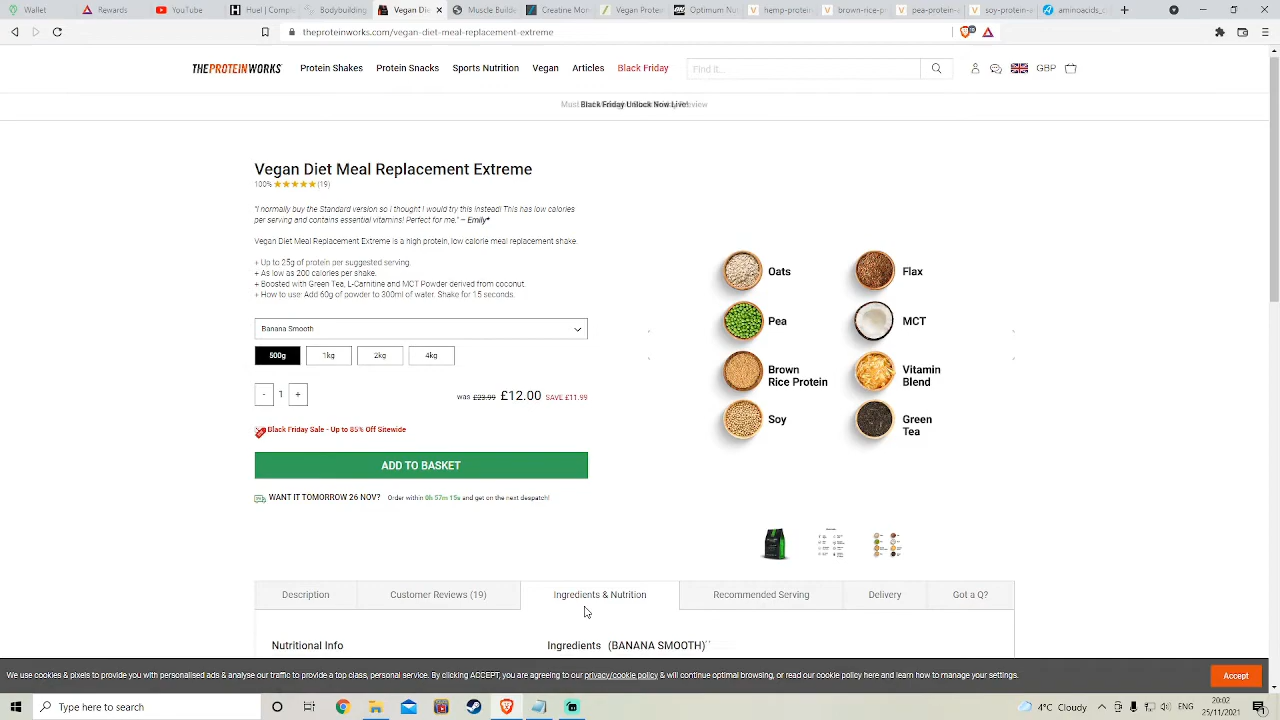 Wallet
Rewards
YouTube
Huel | Comple
Bodybuilding
Vegan Die
Muscle Build
Creatine Mon
Vegan Protei
Optimum Nut
hemp-protein
brown-rice-p
pea-protein-
soy-protein-
aminoacids_
theproteinworks.com/vegan-diet-meal-replacement-extreme
THEPROTEINWORKS
Protein Shakes
Protein Snacks
Sports Nutrition
Vegan
Articles
Black Friday
Find it...
GBP
Black Friday Unlock Now Live!
Vegan Diet Meal Replacement Extreme
100% (19)
"I normally buy the Standard version so I thought I would try this instead! This has low calories
per serving and contains essential vitamins! Perfect for me." – Emily*
Vegan Diet Meal Replacement Extreme is a high protein, low calorie meal replacement shake.
+ Up to 25g of protein per suggested serving.
+ As low as 200 calories per shake.
+ Boosted with Green Tea, L-Carnitine and MCT Powder derived from coconut.
+ How to use: Add 60g of powder to 300ml of water. Shake for 15 seconds.
Banana Smooth
500g
1kg
2kg
4kg
- 1 +
was £23.99 £12.00 SAVE £11.99
Black Friday Sale - Up to 85% Off Sitewide
ADD TO BASKET
WANT IT TOMORROW 26 NOV? Order within 0h 57m 15s and get on the next despatch!
Oats
Flax
Pea
MCT
Brown
Rice Protein
Vitamin
Blend
Soy
Green
Tea
Description
Customer Reviews (19)
Ingredients & Nutrition
Recommended Serving
Delivery
Got a Q?
Nutritional Info
Ingredients (BANANA SMOOTH)
We use cookies & pixels to provide you with personalised ads & analyse our traffic to provide a top class, personal service. By clicking ACCEPT, you are agreeing to our privacy/cookie policy & will continue optimal browsing, or read our cookie policy here and learn how to manage your settings.
Accept
Type here to search
4°C Cloudy
ENG
20:02
25/11/2021